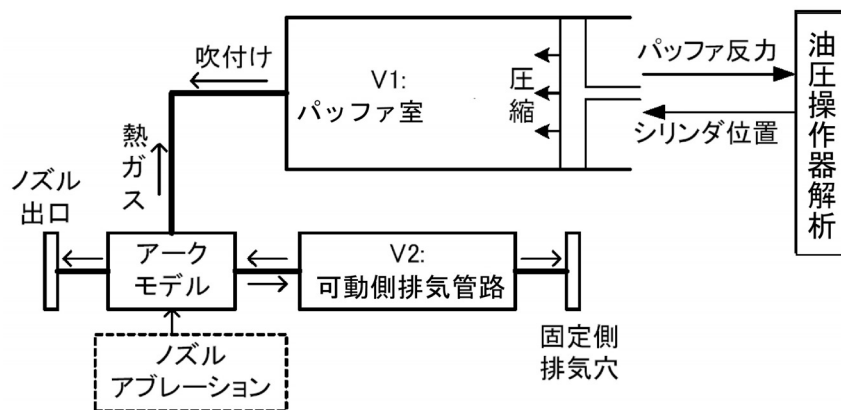 吹付け
V1:
パッファ室
圧縮
パッファ反力
シリンダ位置
油圧操作器解析
熱ガス
ノズル
出口
アーク
モデル
V2:
可動側排気管路
固定側
排気穴
ノズル
アブレーション